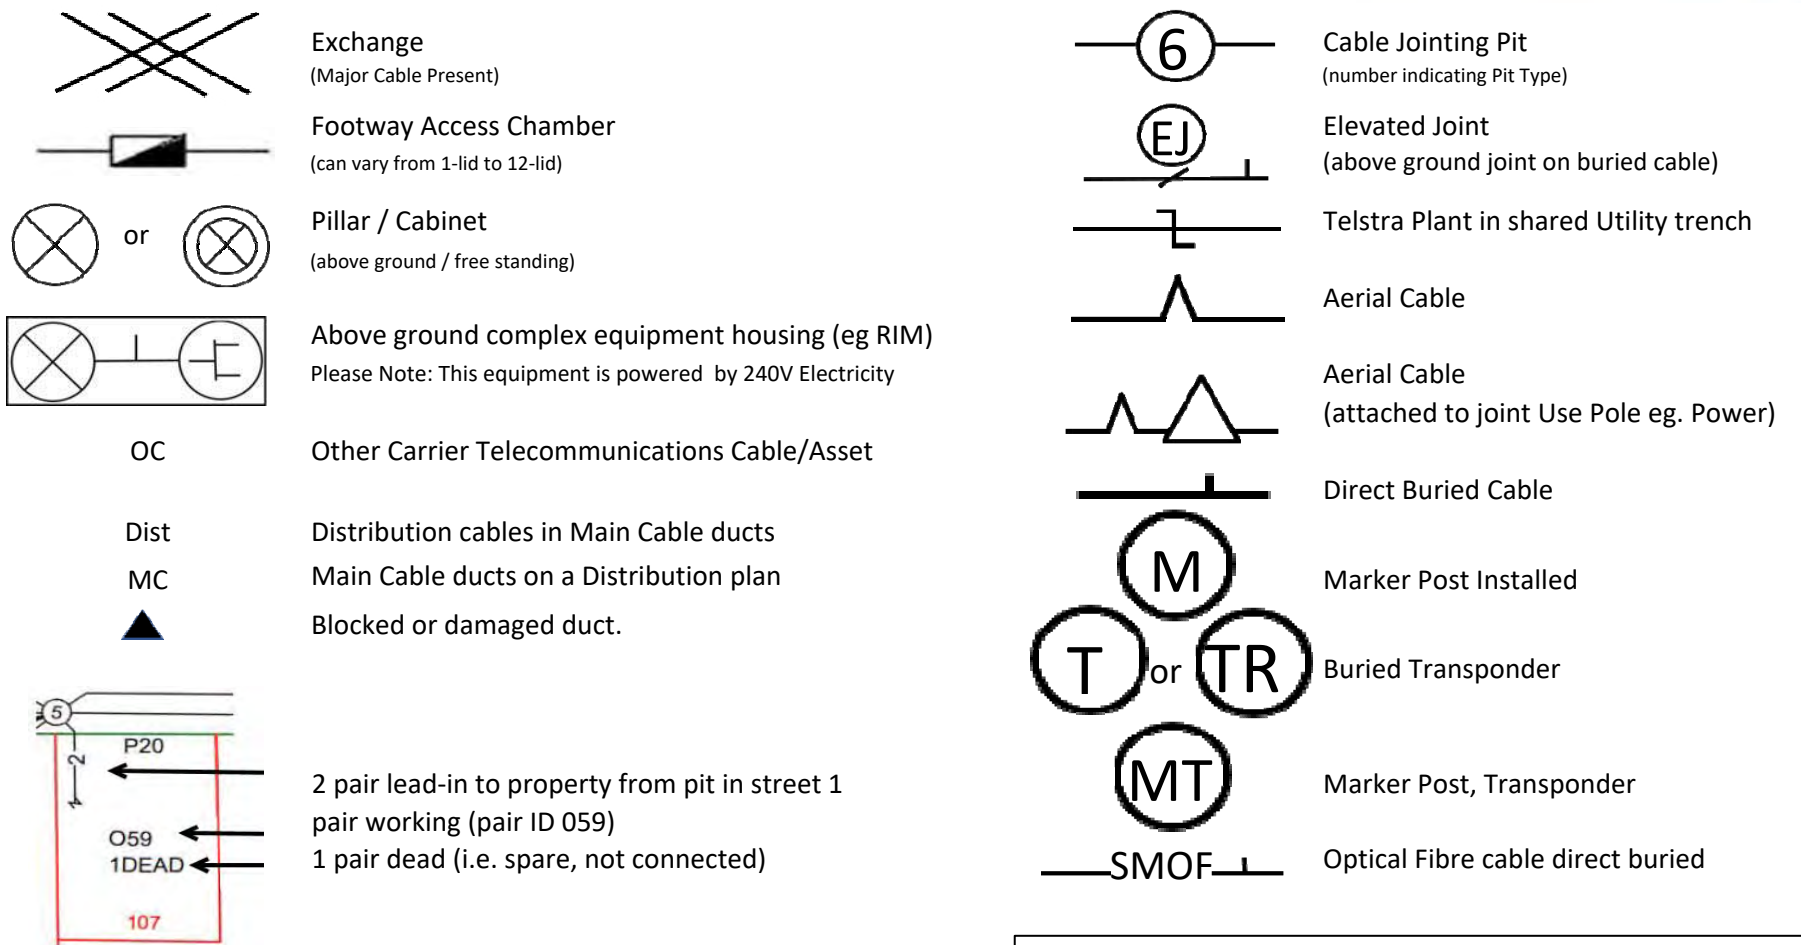 Exchange
(Major Cable Present)
Footway Access Chamber
(can vary from 1-lid to 12-lid)
or
Pillar / Cabinet
(above ground / free standing)
Above ground complex equipment housing (eg RIM)
Please Note: This equipment is powered by 240V Electricity
OC
Other Carrier Telecommunications Cable/Asset
Dist
Distribution cables in Main Cable ducts
MC
Main Cable ducts on a Distribution plan
Blocked or damaged duct.
5
P20
2
O59
1DEAD
107
2 pair lead-in to property from pit in street 1
pair working (pair ID 059)
1 pair dead (i.e. spare, not connected)
6
Cable Jointing Pit
(number indicating Pit Type)
EJ
Elevated Joint
(above ground joint on buried cable)
Telstra Plant in shared Utility trench
Aerial Cable
Aerial Cable
(attached to joint Use Pole eg. Power)
Direct Buried Cable
M
Marker Post Installed
T or TR
Buried Transponder
MT
Marker Post, Transponder
SMOF
Optical Fibre cable direct buried